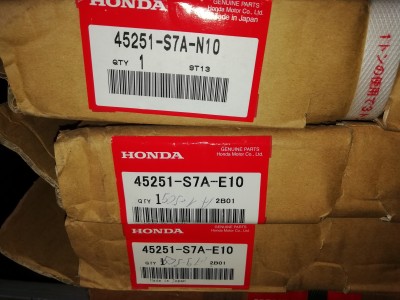 HONDA
GENUINE PARTS
Honda Motor Co., Ltd.
Made in Japan
45251-S7A-N10
QTY 1 9T13
HONDA
GENUINE PARTS
Honda Motor Co., Ltd.
45251-S7A-E10
QTY 1 2B01
HONDA
GENUINE PARTS
Honda Motor Co., Ltd.
45251-S7A-E10
QTY 1 2B01